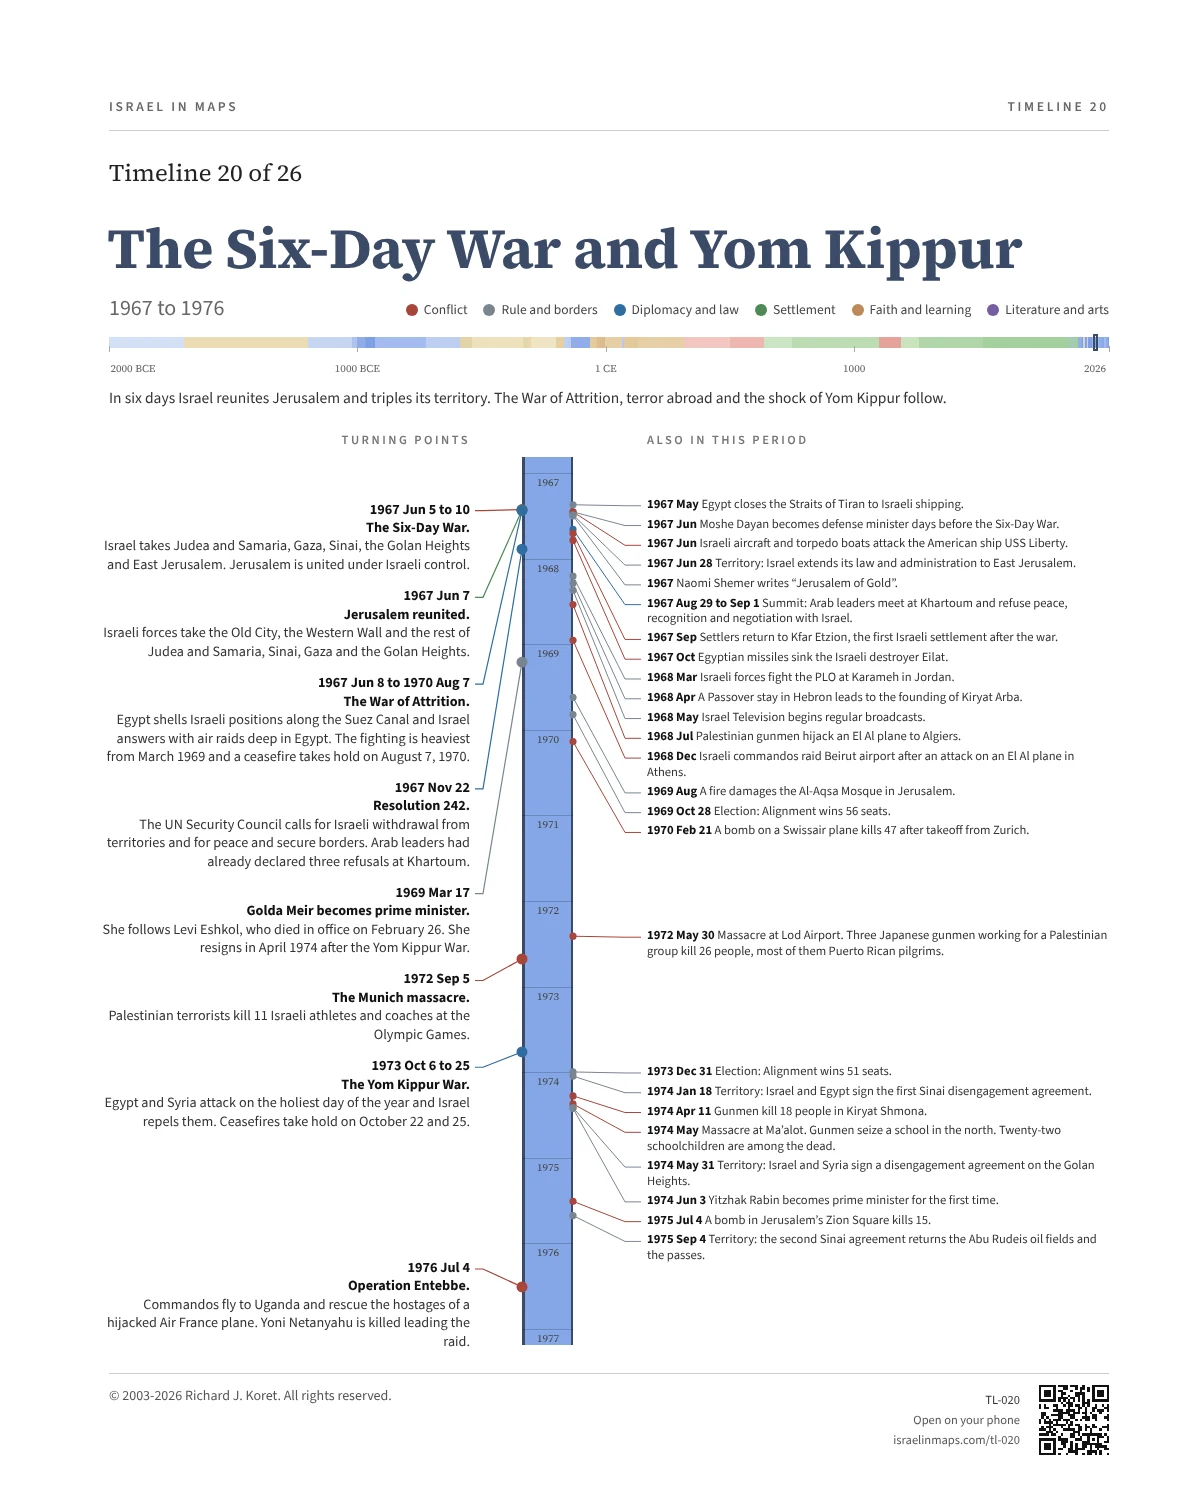 ISRAEL IN MAPS
TIMELINE 20
Timeline 20 of 26
The Six-Day War and Yom Kippur
1967 to 1976
Conflict
Rule and borders
Diplomacy and law
Settlement
Faith and learning
Literature and arts
2000 BCE
1000 BCE
1 CE
1000
2026
In six days Israel reunites Jerusalem and triples its territory. The War of Attrition, terror abroad and the shock of Yom Kippur follow.
TURNING POINTS
1967 Jun 5 to 10
The Six-Day War.
Israel takes Judea and Samaria, Gaza, Sinai, the Golan Heights
and East Jerusalem. Jerusalem is united under Israeli control.
1967 Jun 7
Jerusalem reunited.
Israeli forces take the Old City, the Western Wall and the rest of
Judea and Samaria, Sinai, Gaza and the Golan Heights.
1967 Jun 8 to 1970 Aug 7
The War of Attrition.
Egypt shells Israeli positions along the Suez Canal and Israel
answers with air raids deep in Egypt. The fighting is heaviest
from March 1969 and a ceasefire takes hold on August 7, 1970.
1967 Nov 22
Resolution 242.
The UN Security Council calls for Israeli withdrawal from
territories and for peace and secure borders. Arab leaders had
already declared three refusals at Khartoum.
1969 Mar 17
Golda Meir becomes prime minister.
She follows Levi Eshkol, who died in office on February 26. She
resigns in April 1974 after the Yom Kippur War.
1972 Sep 5
The Munich massacre.
Palestinian terrorists kill 11 Israeli athletes and coaches at the
Olympic Games.
1973 Oct 6 to 25
The Yom Kippur War.
Egypt and Syria attack on the holiest day of the year and Israel
repels them. Ceasefires take hold on October 22 and 25.
1976 Jul 4
Operation Entebbe.
Commandos fly to Uganda and rescue the hostages of a
hijacked Air France plane. Yoni Netanyahu is killed leading the
raid.
1967
1968
1969
1970
1971
1972
1973
1974
1975
1976
1977
ALSO IN THIS PERIOD
1967 May Egypt closes the Straits of Tiran to Israeli shipping.
1967 Jun Moshe Dayan becomes defense minister days before the Six-Day War.
1967 Jun Israeli aircraft and torpedo boats attack the American ship USS Liberty.
1967 Jun 28 Territory: Israel extends its law and administration to East Jerusalem.
1967 Naomi Shemer writes “Jerusalem of Gold”.
1967 Aug 29 to Sep 1 Summit: Arab leaders meet at Khartoum and refuse peace,
recognition and negotiation with Israel.
1967 Sep Settlers return to Kfar Etzion, the first Israeli settlement after the war.
1967 Oct Egyptian missiles sink the Israeli destroyer Eilat.
1968 Mar Israeli forces fight the PLO at Karameh in Jordan.
1968 Apr A Passover stay in Hebron leads to the founding of Kiryat Arba.
1968 May Israel Television begins regular broadcasts.
1968 Jul Palestinian gunmen hijack an El Al plane to Algiers.
1968 Dec Israeli commandos raid Beirut airport after an attack on an El Al plane in
Athens.
1969 Aug A fire damages the Al-Aqsa Mosque in Jerusalem.
1969 Oct 28 Election: Alignment wins 56 seats.
1970 Feb 21 A bomb on a Swissair plane kills 47 after takeoff from Zurich.
1972 May 30 Massacre at Lod Airport. Three Japanese gunmen working for a Palestinian
group kill 26 people, most of them Puerto Rican pilgrims.
1973 Dec 31 Election: Alignment wins 51 seats.
1974 Jan 18 Territory: Israel and Egypt sign the first Sinai disengagement agreement.
1974 Apr 11 Gunmen kill 18 people in Kiryat Shmona.
1974 May Massacre at Ma’alot. Gunmen seize a school in the north. Twenty-two
schoolchildren are among the dead.
1974 May 31 Territory: Israel and Syria sign a disengagement agreement on the Golan
Heights.
1974 Jun 3 Yitzhak Rabin becomes prime minister for the first time.
1975 Jul 4 A bomb in Jerusalem’s Zion Square kills 15.
1975 Sep 4 Territory: the second Sinai agreement returns the Abu Rudeis oil fields and
the passes.
© 2003-2026 Richard J. Koret. All rights reserved.
TL-020
Open on your phone
israelinmaps.com/tl-020